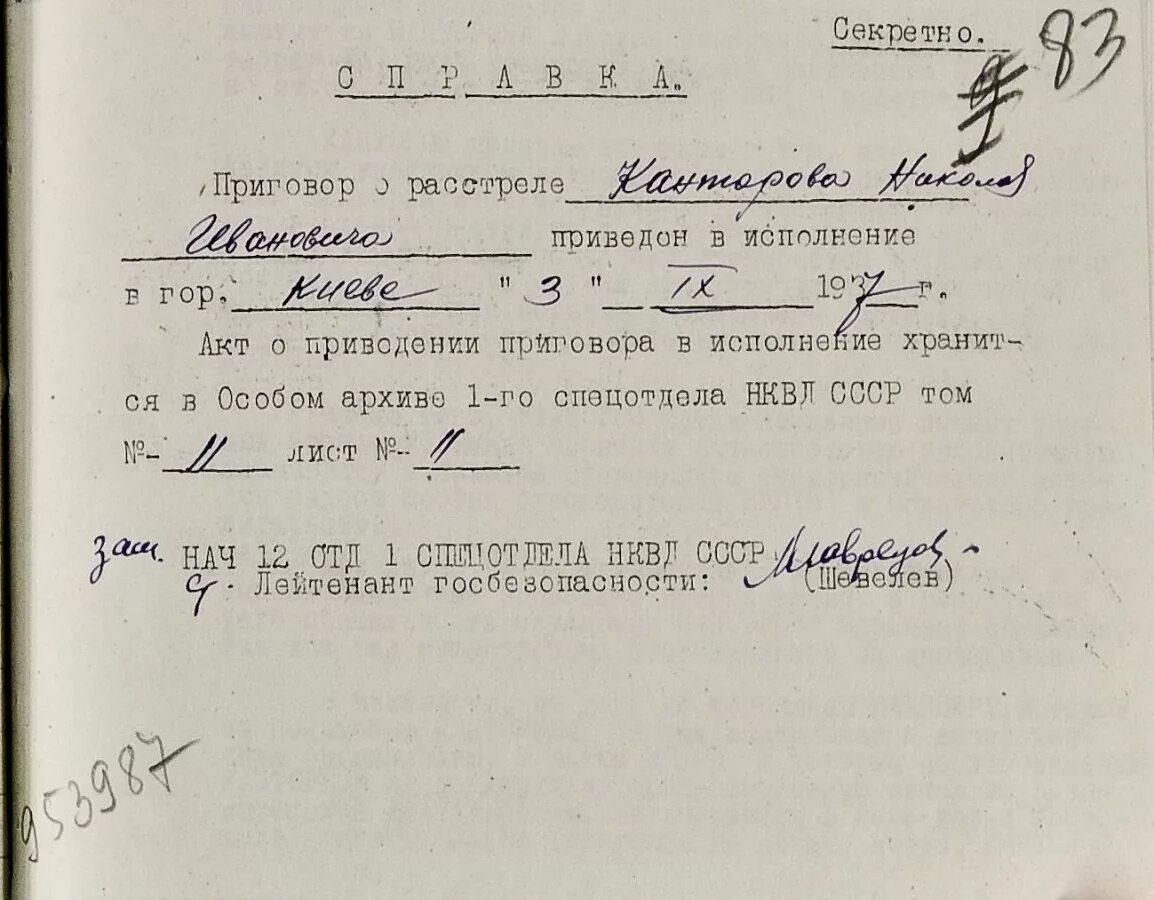 Секретно.
83
С П Р А В К А.
Приговор о расстреле Кантарова Николая
Ивановича приведен в исполнение
в гор. Киеве "3" IX 1937 г.
Акт о приведении приговора в исполнение хранит-
ся в Особом архиве 1-го спецотдела НКВД СССР том
№- 11 лист №- 11
зам. НАЧ 12 ОТД 1 СПЕЦОТДЕЛА НКВД СССР
Лейтенант госбезопасности: (Шевелев)
953987